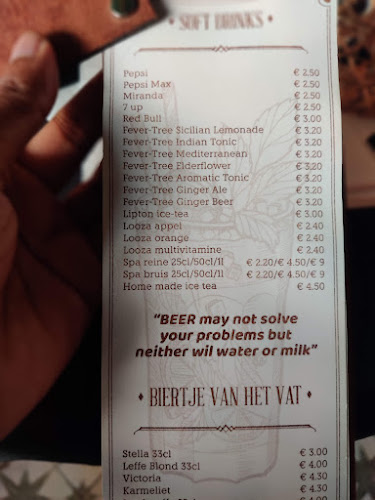 SOFT DRINKS
Pepsi € 2.50
Pepsi Max € 2.50
Miranda € 2.50
7 up € 2.50
Red Bull € 3.00
Fever-Tree Sicilian Lemonade € 3.20
Fever-Tree Indian Tonic € 3.20
Fever-Tree Mediterranean € 3.20
Fever-Tree Elderflower € 3.20
Fever-Tree Aromatic Tonic € 3.20
Fever-Tree Ginger Ale € 3.20
Fever-Tree Ginger Beer € 3.20
Lipton ice-tea € 3.00
Looza appel € 2.40
Looza orange € 2.40
Looza multivitamine € 2.40
Spa reine 25cl/50cl/1l € 2.20/€ 4.50/€ 9
Spa bruis 25cl/50cl/1l € 2.20/€ 4.50/€ 9
Home made ice tea € 4.50
"BEER may not solve
your problems but
neither wil water or milk"
BIERTJE VAN HET VAT
Stella 33cl € 3.00
Leffe Blond 33cl € 4.00
Victoria € 4.30
Karmeliet € 4.30